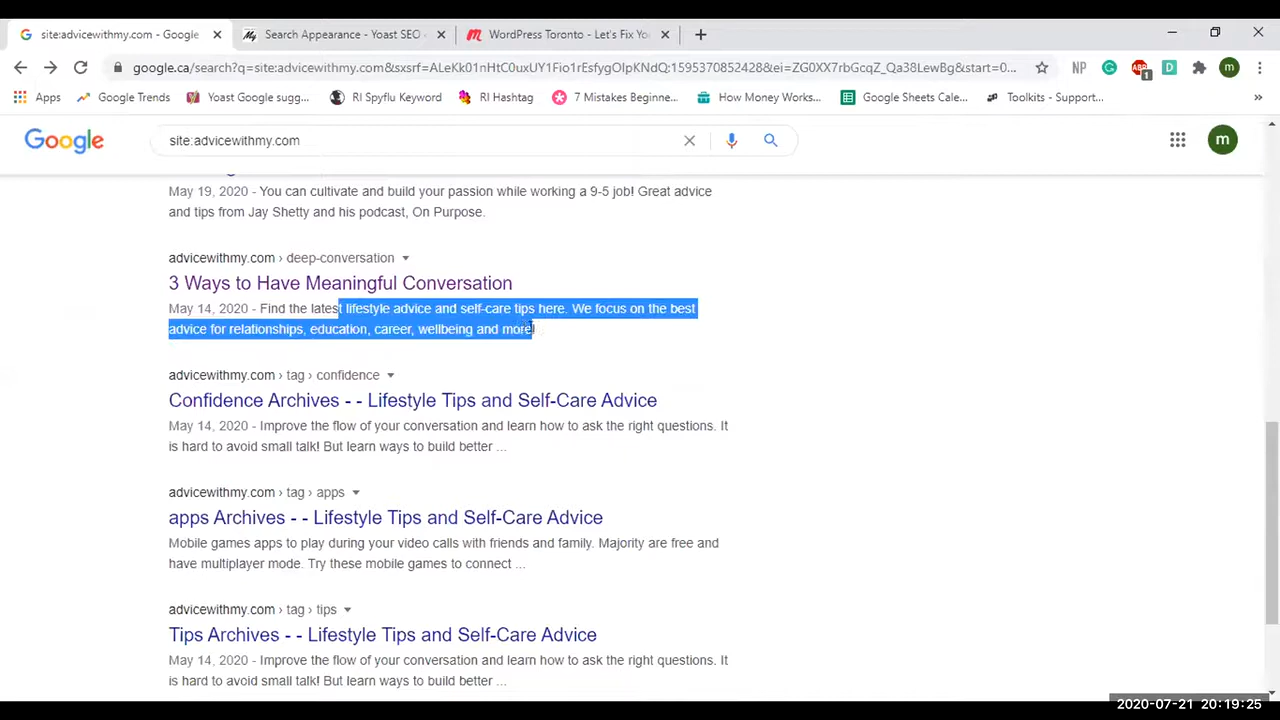 site:advicewithmy.com - Google
Search Appearance - Yoast SEO
WordPress Toronto - Let's Fix Yo
google.ca/search?q=site:advicewithmy.com&sxsrf=ALeKk01nHtC0uxUY1Fio1rEsfygOlpKNdQ:1595370852428&ei=ZG0XX7rbGcqZ_Qa38LewBg&start=0...
NP
ABP
1
D
m
Apps
Google Trends
Yoast Google sugg...
RI Spyflu Keyword
RI Hashtag
7 Mistakes Beginne...
How Money Works...
Google Sheets Cale...
Toolkits - Support...
»
Google
site:advicewithmy.com
m
May 19, 2020 - You can cultivate and build your passion while working a 9-5 job! Great advice
and tips from Jay Shetty and his podcast, On Purpose.
advicewithmy.com › deep-conversation
3 Ways to Have Meaningful Conversation
May 14, 2020 - Find the latest lifestyle advice and self-care tips here. We focus on the best
advice for relationships, education, career, wellbeing and more!
advicewithmy.com › tag › confidence
Confidence Archives - - Lifestyle Tips and Self-Care Advice
May 14, 2020 - Improve the flow of your conversation and learn how to ask the right questions. It
is hard to avoid small talk! But learn ways to build better ...
advicewithmy.com › tag › apps
apps Archives - - Lifestyle Tips and Self-Care Advice
Mobile games apps to play during your video calls with friends and family. Majority are free and
have multiplayer mode. Try these mobile games to connect ...
advicewithmy.com › tag › tips
Tips Archives - - Lifestyle Tips and Self-Care Advice
May 14, 2020 - Improve the flow of your conversation and learn how to ask the right questions. It
is hard to avoid small talk! But learn ways to build better ...
2020-07-21 20:19:25